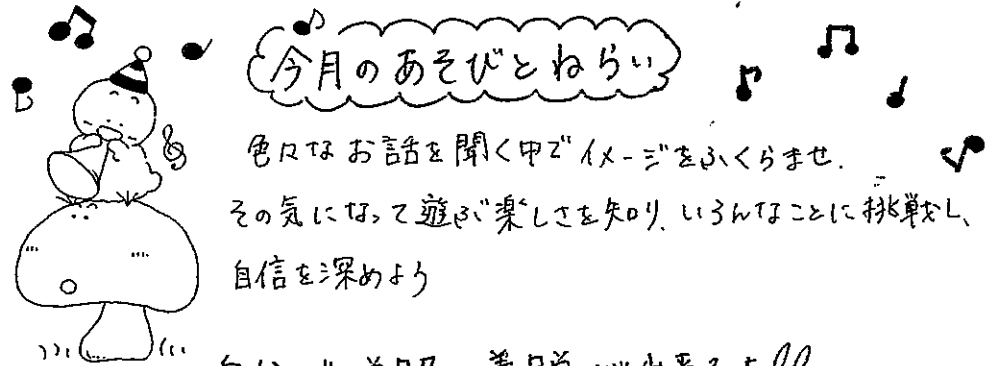 今月のあそびとねらい
色々なお話を聞く中でイメージをふくらませ、
その気になって遊ぶ楽しさを知り、いろんなことに挑戦し、
自信を深めよう